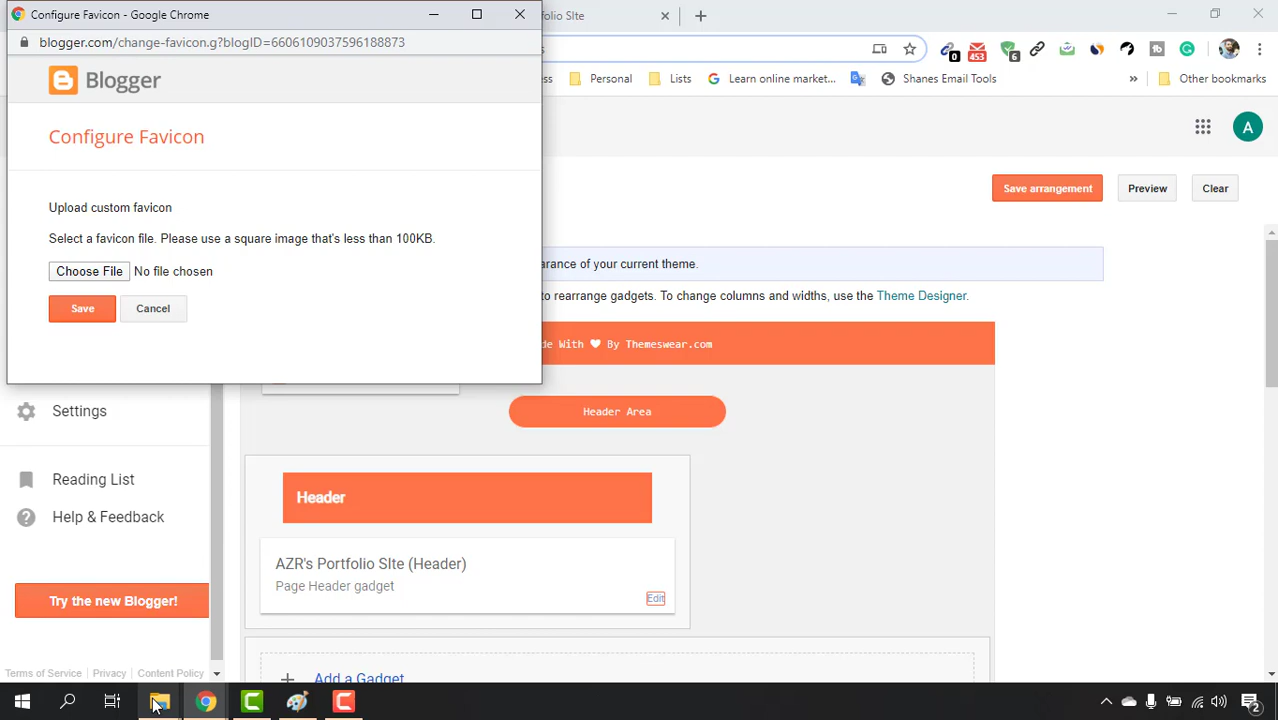 Configure Favicon - Google Chrome
folio SIte
blogger.com/change-favicon.g?blogID=6606109037596188873
0
453
6
Personal
Lists
Learn online market...
Shanes Email Tools
»
Other bookmarks
Blogger
Configure Favicon
A
Save arrangement
Preview
Clear
Upload custom favicon
Select a favicon file. Please use a square image that's less than 100KB.
arance of your current theme.
Choose File No file chosen
to rearrange gadgets. To change columns and widths, use the Theme Designer.
Save
Cancel
de With ❤ By Themeswear.com
Settings
Header Area
Reading List
Header
Help & Feedback
AZR's Portfolio SIte (Header)
Page Header gadget
Edit
Try the new Blogger!
Terms of Service
Privacy
Content Policy
Add a Gadget
2